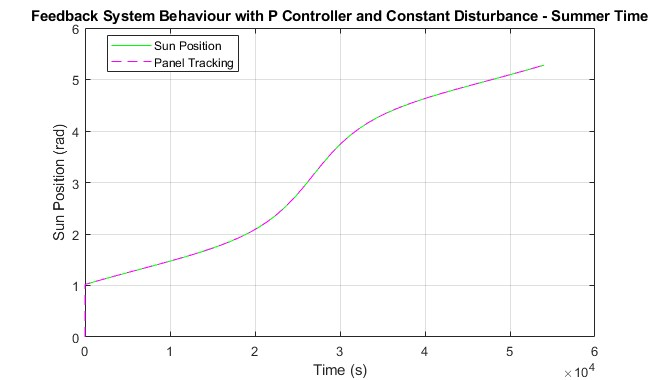 Feedback System Behaviour with P Controller and Constant Disturbance - Summer Time
6
Sun Position
Panel Tracking
5
4
3
2
1
0
Sun Position (rad)
0 1 2 3 4 5 6
Time (s)
×10^4